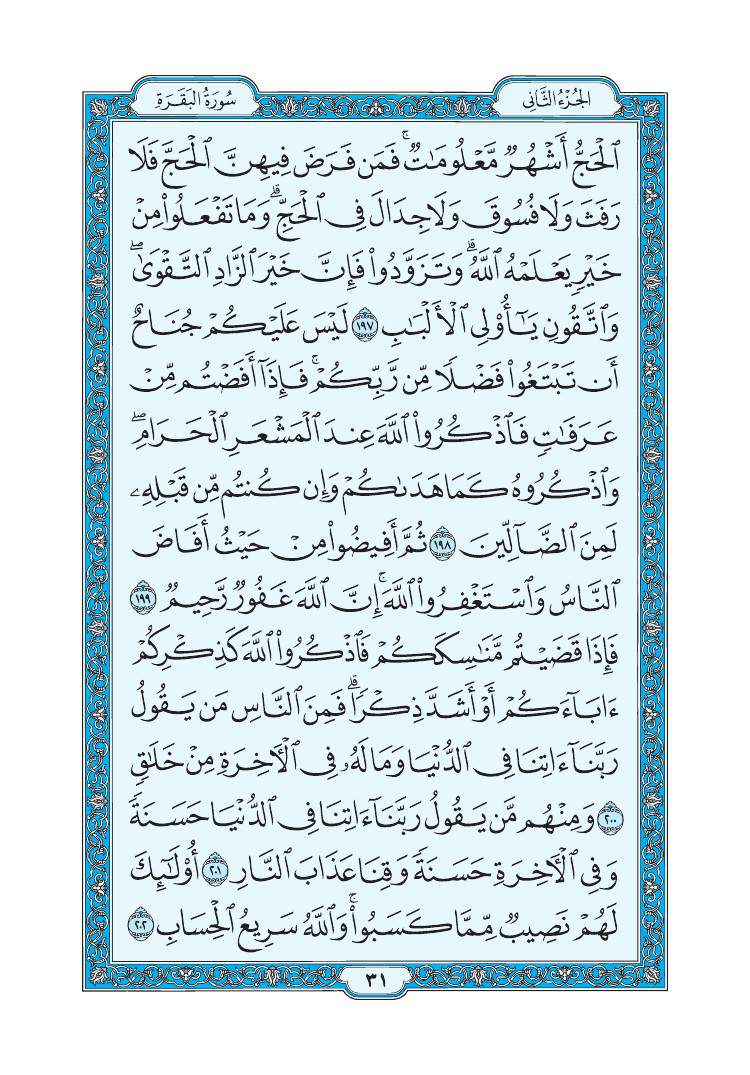 الجُزْءُ الثَّانِي
سُورَةُ البَقَرَةِ
ٱلْحَجُّ أَشْهُرٌ مَّعْلُومَٰتٌ ۚ فَمَن فَرَضَ فِيهِنَّ ٱلْحَجَّ فَلَا
رَفَثَ وَلَا فُسُوقَ وَلَا جِدَالَ فِي ٱلْحَجِّ ۗ وَمَا تَفْعَلُوا۟ مِنْ
خَيْرٍ يَعْلَمْهُ ٱللَّهُ ۗ وَتَزَوَّدُوا۟ فَإِنَّ خَيْرَ ٱلزَّادِ ٱلتَّقْوَىٰ ۖ
وَٱتَّقُونِ يَٰٓأُو۟لِي ٱلْأَلْبَٰبِ ١٩٧ لَيْسَ عَلَيْكُمْ جُنَاحٌ
أَن تَبْتَغُوا۟ فَضْلًا مِّن رَّبِّكُمْ ۚ فَإِذَآ أَفَضْتُم مِّنْ
عَرَفَٰتٍ فَٱذْكُرُوا۟ ٱللَّهَ عِندَ ٱلْمَشْعَرِ ٱلْحَرَامِ ۖ
وَٱذْكُرُوهُ كَمَا هَدَىٰكُمْ وَإِن كُنتُم مِّن قَبْلِهِۦ
لَمِنَ ٱلضَّآلِّينَ ١٩٨ ثُمَّ أَفِيضُوا۟ مِنْ حَيْثُ أَفَاضَ
ٱلنَّاسُ وَٱسْتَغْفِرُوا۟ ٱللَّهَ ۚ إِنَّ ٱللَّهَ غَفُورٌ رَّحِيمٌ ١٩٩
فَإِذَا قَضَيْتُم مَّنَٰسِكَكُمْ فَٱذْكُرُوا۟ ٱللَّهَ كَذِكْرِكُمْ
ءَابَآءَكُمْ أَوْ أَشَدَّ ذِكْرًا ۗ فَمِنَ ٱلنَّاسِ مَن يَقُولُ
رَبَّنَآ ءَاتِنَا فِي ٱلدُّنْيَا وَمَا لَهُۥ فِي ٱلْءَاخِرَةِ مِنْ خَلَٰقٍ
٢٠٠ وَمِنْهُم مَّن يَقُولُ رَبَّنَآ ءَاتِنَا فِي ٱلدُّنْيَا حَسَنَةً
وَفِي ٱلْءَاخِرَةِ حَسَنَةً وَقِنَا عَذَابَ ٱلنَّارِ ٢٠١ أُو۟لَٰٓئِكَ
لَهُمْ نَصِيبٌ مِّمَّا كَسَبُوا۟ ۚ وَٱللَّهُ سَرِيعُ ٱلْحِسَابِ ٢٠٢
٣١